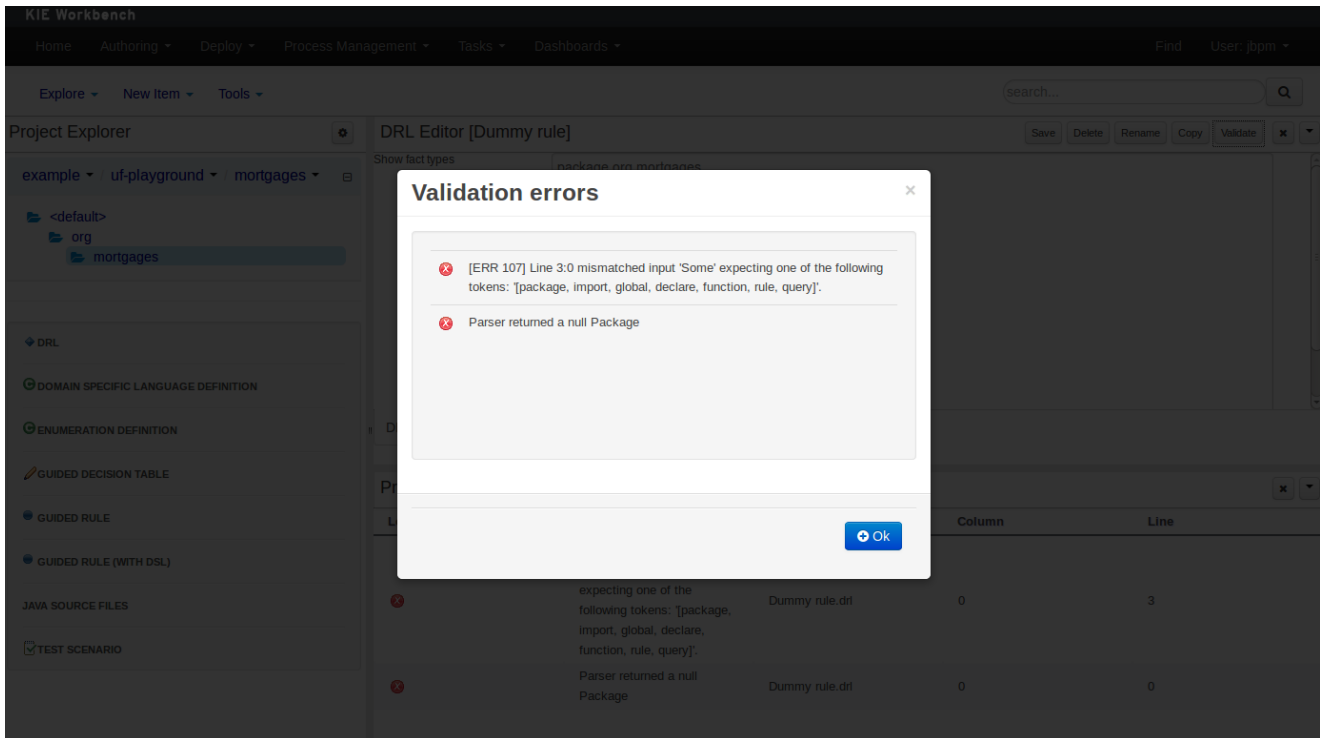 KIE Workbench
Home Authoring Deploy Process Management Tasks Dashboards Find User: jbpm
Explore New Item Tools search...
Project Explorer
DRL Editor [Dummy rule] Save Delete Rename Copy Validate
Show fact types
package org.mortgages
example / uf-playground / mortgages
<default>
org
mortgages
DRL
DOMAIN SPECIFIC LANGUAGE DEFINITION
ENUMERATION DEFINITION
GUIDED DECISION TABLE
GUIDED RULE
GUIDED RULE (WITH DSL)
JAVA SOURCE FILES
TEST SCENARIO
Validation errors ×
[ERR 107] Line 3:0 mismatched input 'Some' expecting one of the following
tokens: '[package, import, global, declare, function, rule, query]'.
Parser returned a null Package
Ok
Column Line
expecting one of the
following tokens: '[package,
import, global, declare,
function, rule, query]'.
Dummy rule.drl 0 3
Parser returned a null
Package
Dummy rule.drl 0 0